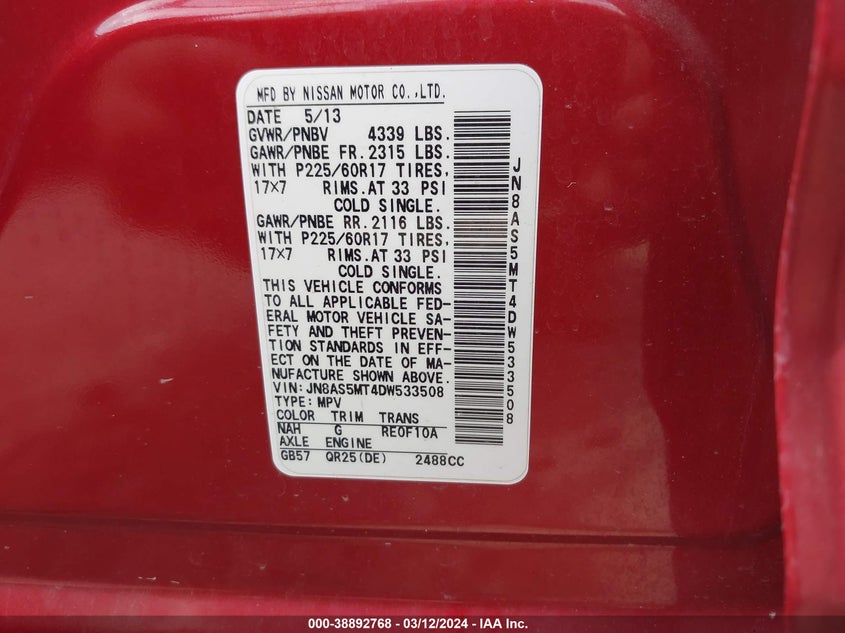 MFD BY NISSAN MOTOR CO.,LTD.
DATE 5/13
GVWR/PNBV 4339 LBS.
GAWR/PNBE FR.2315 LBS.
WITH P225/60R17 TIRES,
17×7 RIMS.AT 33 PSI
COLD SINGLE.
GAWR/PNBE RR.2116 LBS.
WITH P225/60R17 TIRES,
17×7 RIMS.AT 33 PSI
COLD SINGLE.
THIS VEHICLE CONFORMS
TO ALL APPLICABLE FED-
ERAL MOTOR VEHICLE SA-
FETY AND THEFT PREVEN-
TION STANDARDS IN EFF-
ECT ON THE DATE OF MA-
NUFACTURE SHOWN ABOVE.
VIN:JN8AS5MT4DW533508
TYPE:MPV
COLOR TRIM TRANS
NAH G RE0F10A
AXLE ENGINE
GB57 QR25(DE) 2488CC
JN8AS5MT4DW533508
000-38892768 - 03/12/2024 - IAA Inc.